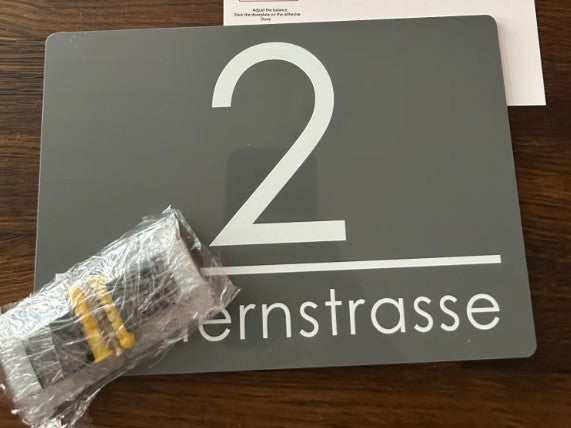 Adjust the balance
Stick the doorplate on the adhesive
Done
2
ernstrasse